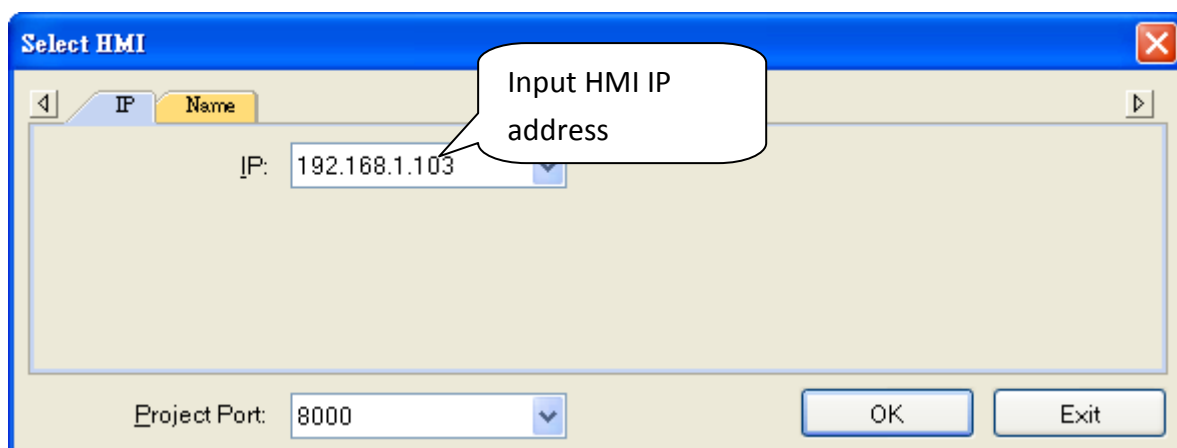 Select HMI
Input HMI IP
address
IP
Name
IP:
192.168.1.103
Project Port:
8000
OK
Exit